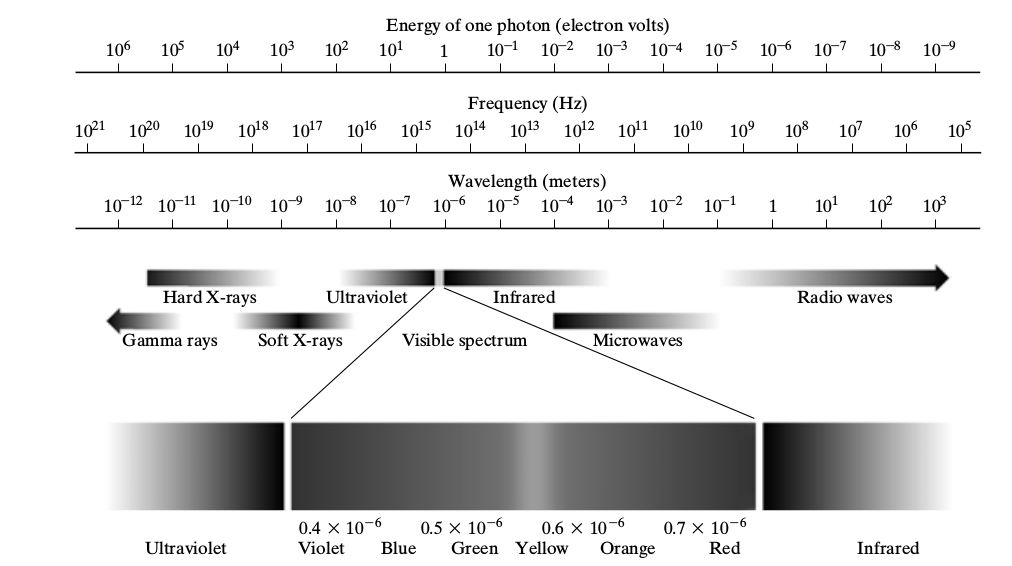 Energy of one photon (electron volts)
10⁶ 10⁵ 10⁴ 10³ 10² 10¹ 1 10⁻¹ 10⁻² 10⁻³ 10⁻⁴ 10⁻⁵ 10⁻⁶ 10⁻⁷ 10⁻⁸ 10⁻⁹
Frequency (Hz)
10²¹ 10²⁰ 10¹⁹ 10¹⁸ 10¹⁷ 10¹⁶ 10¹⁵ 10¹⁴ 10¹³ 10¹² 10¹¹ 10¹⁰ 10⁹ 10⁸ 10⁷ 10⁶ 10⁵
Wavelength (meters)
10⁻¹² 10⁻¹¹ 10⁻¹⁰ 10⁻⁹ 10⁻⁸ 10⁻⁷ 10⁻⁶ 10⁻⁵ 10⁻⁴ 10⁻³ 10⁻² 10⁻¹ 1 10¹ 10² 10³
Hard X-rays Ultraviolet Infrared Radio waves
Gamma rays Soft X-rays Visible spectrum Microwaves
0.4 × 10⁻⁶ 0.5 × 10⁻⁶ 0.6 × 10⁻⁶ 0.7 × 10⁻⁶
Ultraviolet Violet Blue Green Yellow Orange Red Infrared